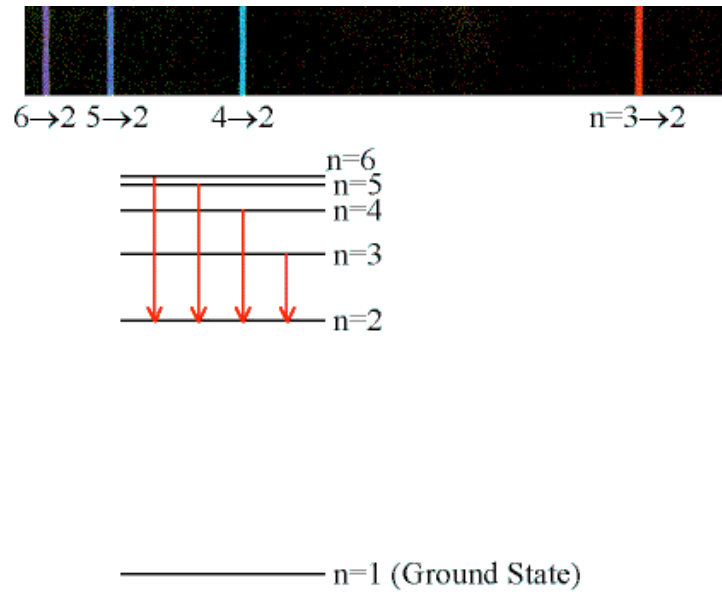 6→2 5→2 4→2 n=3→2
n=6
n=5
n=4
n=3
n=2
n=1 (Ground State)